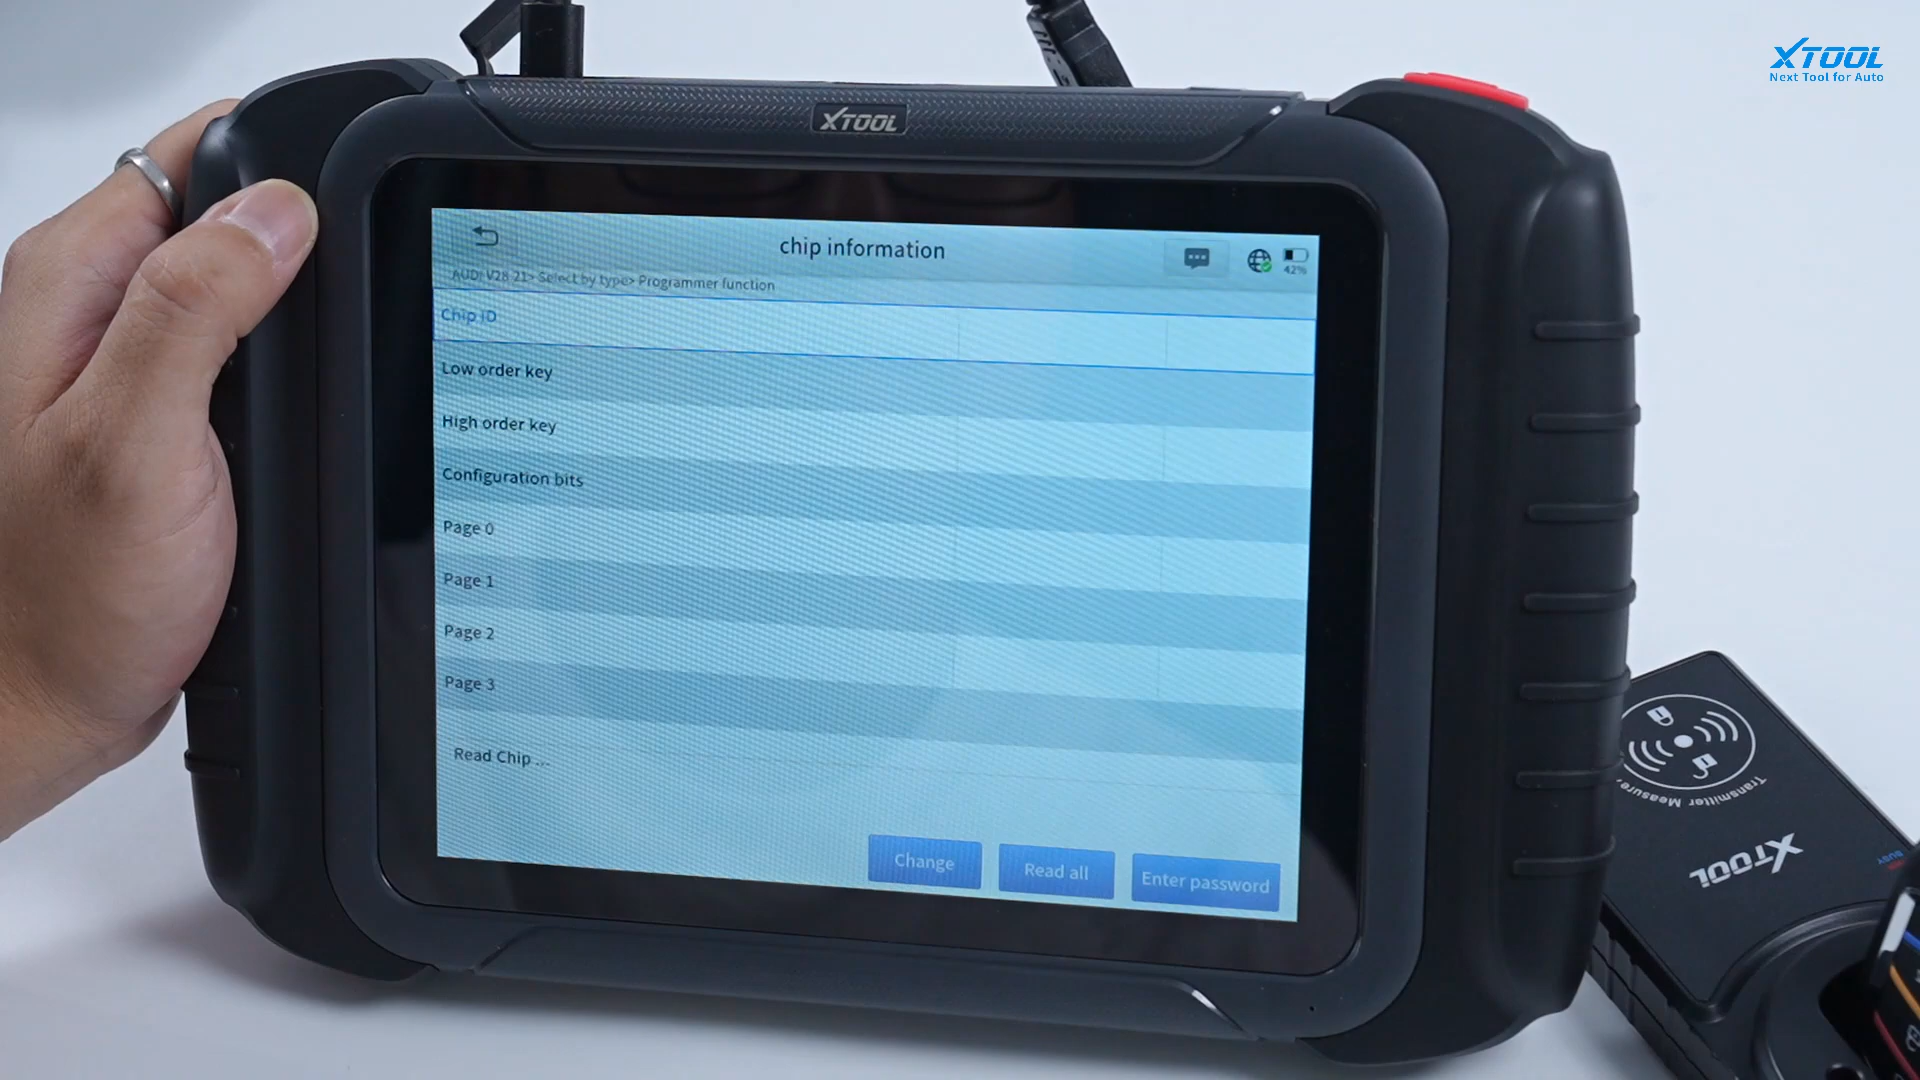 XTOOL
Next Tool for Auto
XTOOL
chip information
42%
AUDI V28.21> Select by type> Programmer function
Chip ID
Low order key
High order key
Configuration bits
Page 0
Page 1
Page 2
Page 3
Read Chip ...
Change
Read all
Enter password
Transmitter Measure
XTOOL
BUSY